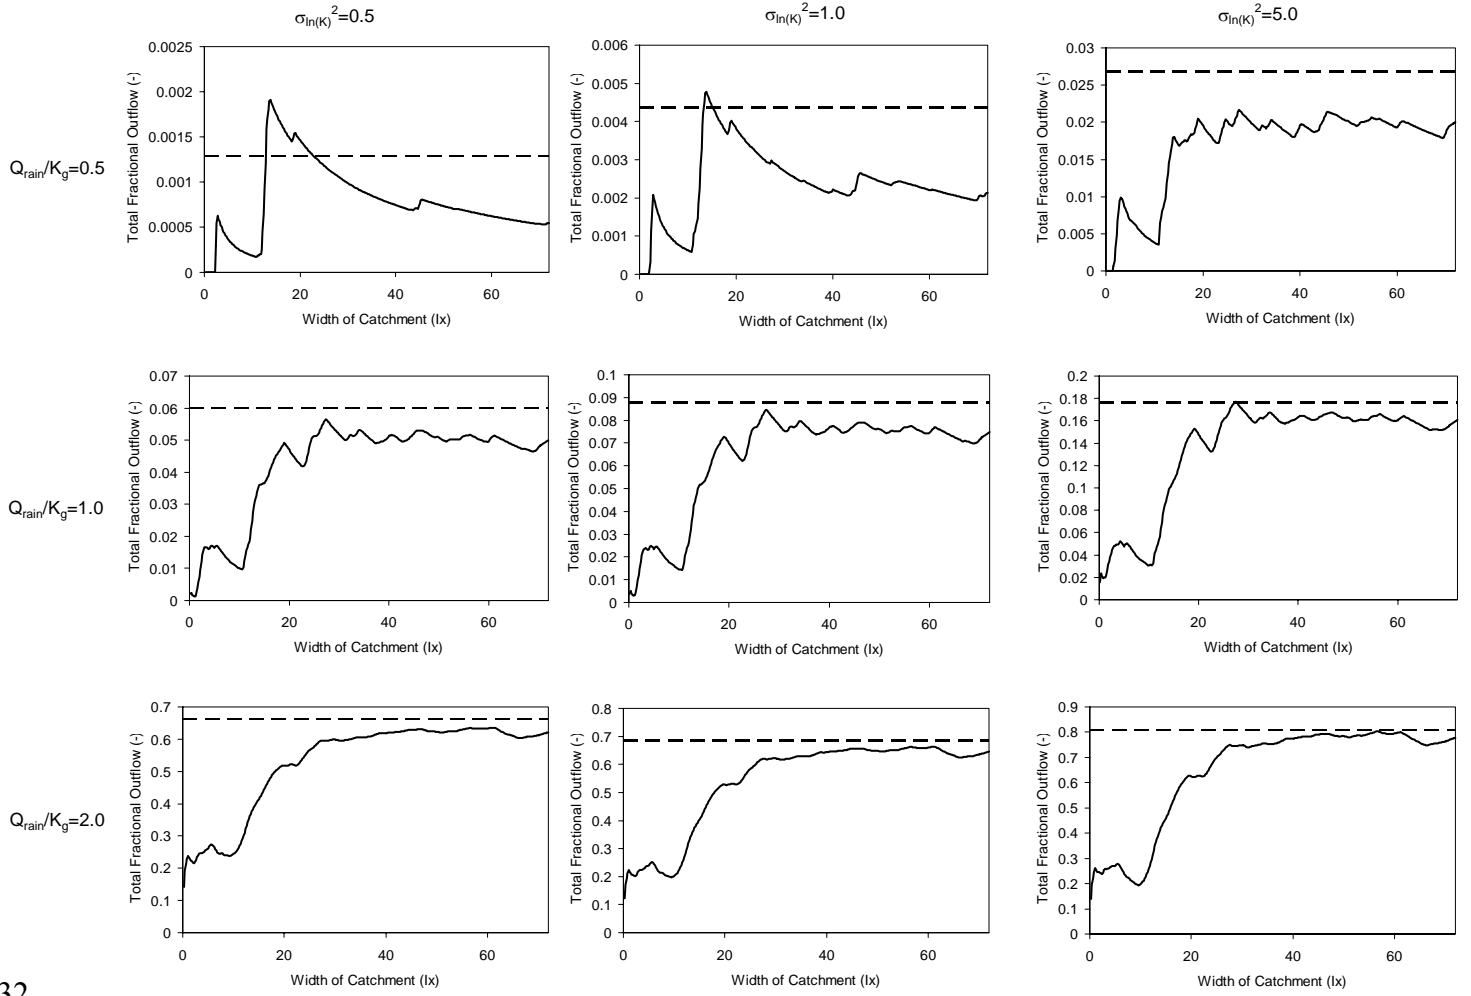 σln(K)²=0.5
σln(K)²=1.0
σln(K)²=5.0
Qrain/Kg=0.5
Total Fractional Outflow (-)
0.0025
0.002
0.0015
0.001
0.0005
0
0 20 40 60
Width of Catchment (Ix)
Total Fractional Outflow (-)
0.006
0.005
0.004
0.003
0.002
0.001
0
0 20 40 60
Width of Catchment (Ix)
Total Fractional Outflow (-)
0.03
0.025
0.02
0.015
0.01
0.005
0
0 20 40 60
Width of Catchment (Ix)
Qrain/Kg=1.0
Total Fractional Outflow (-)
0.07
0.06
0.05
0.04
0.03
0.02
0.01
0
0 20 40 60
Width of Catchment (Ix)
Total Fractional Outflow (-)
0.1
0.09
0.08
0.07
0.06
0.05
0.04
0.03
0.02
0.01
0
0 20 40 60
Width of Catchment (Ix)
Total Fractional Outflow (-)
0.2
0.18
0.16
0.14
0.12
0.1
0.08
0.06
0.04
0.02
0
0 20 40 60
Width of Catchment (Ix)
Qrain/Kg=2.0
Total Fractional Outflow (-)
0.7
0.6
0.5
0.4
0.3
0.2
0.1
0
0 20 40 60
Width of Catchment (Ix)
Total Fractional Outflow (-)
0.8
0.7
0.6
0.5
0.4
0.3
0.2
0.1
0
0 20 40 60
Width of Catchment (Ix)
Total Fractional Outflow (-)
0.9
0.8
0.7
0.6
0.5
0.4
0.3
0.2
0.1
0
0 20 40 60
Width of Catchment (Ix)
32